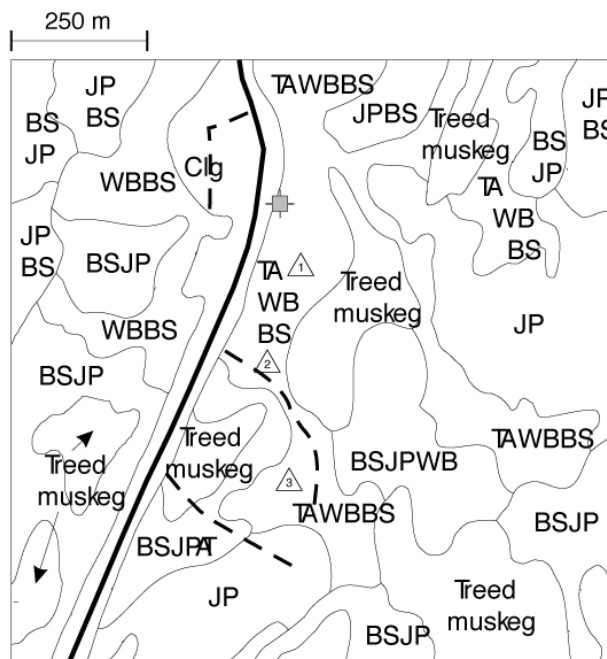 250 m
TAWBBS
JP
BS
JP
BS
BS
JP
JPBS
Treed
muskeg
BS
JP
Clg
WBBS
TA
WB
BS
JP
BS
BSJP
TA
WB
BS
1
Treed
muskeg
JP
WBBS
2
BSJP
Treed
muskeg
Treed
muskeg
BSJPWB
TAWBBS
3
TAWBBS
BSJP
BSJPTA
JP
Treed
muskeg
BSJP